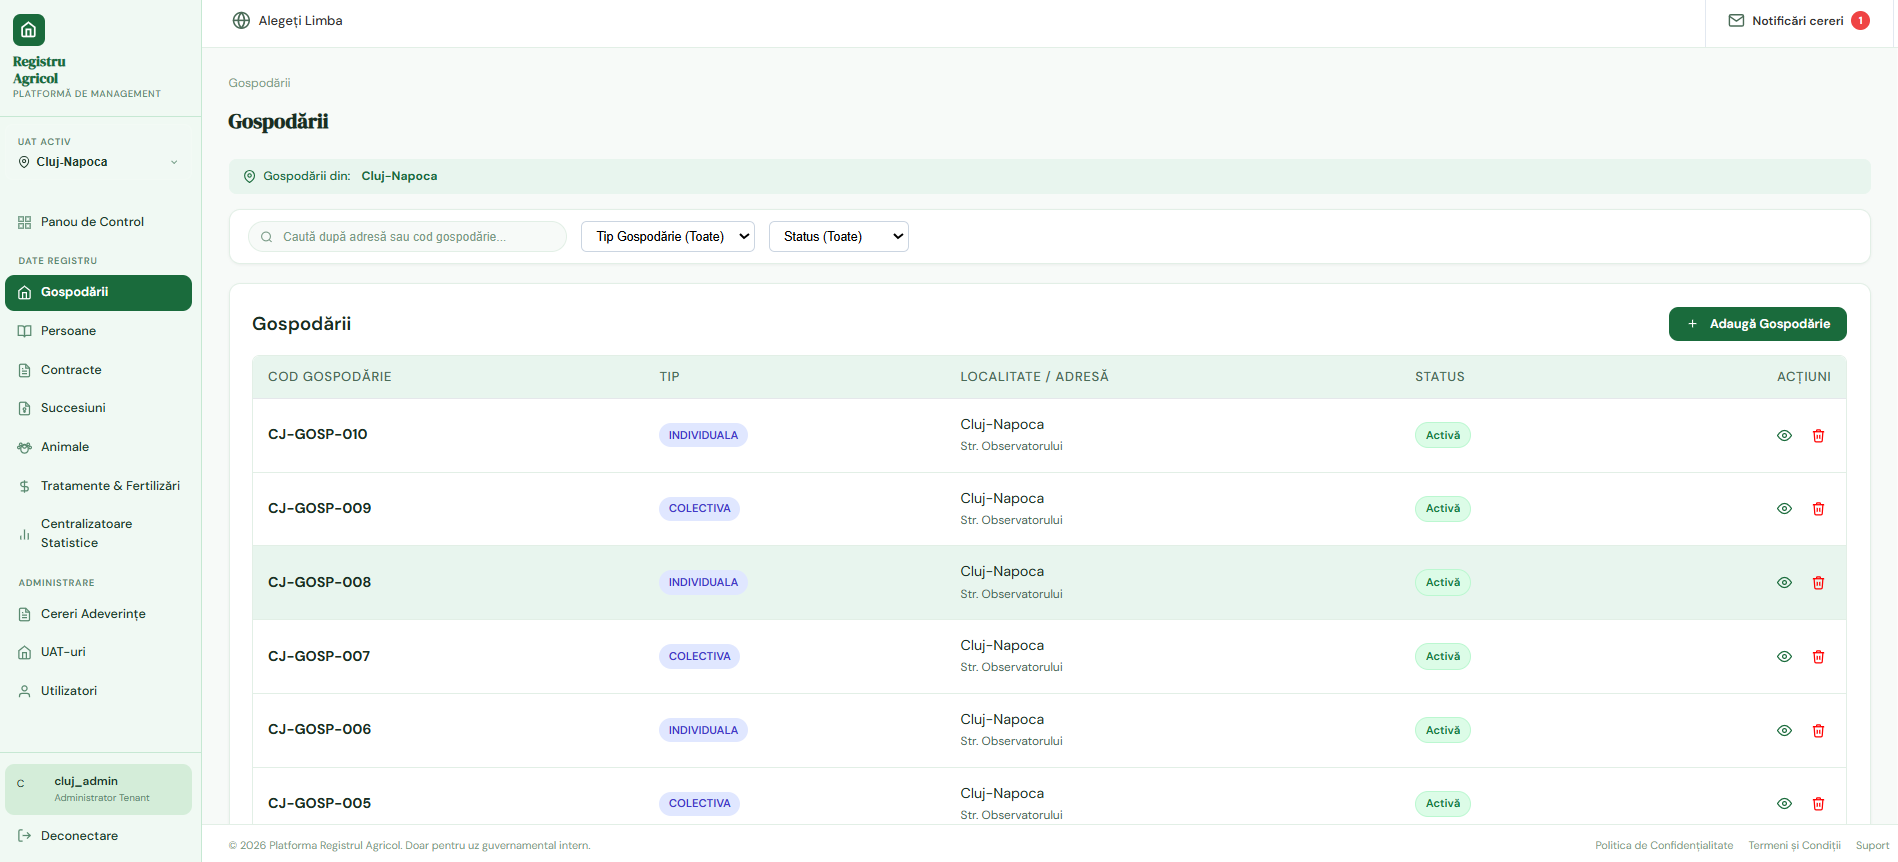 Registru
Agricol
PLATFORMĂ DE MANAGEMENT
UAT ACTIV
Cluj-Napoca
Panou de Control
DATE REGISTRU
Gospodării
Persoane
Contracte
Succesiuni
Animale
Tratamente & Fertilizări
Centralizatoare
Statistice
ADMINISTRARE
Cereri Adeverințe
UAT-uri
Utilizatori
C
cluj_admin
Administrator Tenant
Deconectare
Alegeți Limba
Notificări cereri 1
Gospodării
Gospodării
Gospodării din: Cluj-Napoca
Caută după adresă sau cod gospodărie...
Tip Gospodărie (Toate)
Status (Toate)
Gospodării
+ Adaugă Gospodărie
COD GOSPODĂRIE TIP LOCALITATE / ADRESĂ STATUS ACȚIUNI
CJ-GOSP-010 INDIVIDUALA Cluj-Napoca Activă
Str. Observatorului
CJ-GOSP-009 COLECTIVA Cluj-Napoca Activă
Str. Observatorului
CJ-GOSP-008 INDIVIDUALA Cluj-Napoca Activă
Str. Observatorului
CJ-GOSP-007 COLECTIVA Cluj-Napoca Activă
Str. Observatorului
CJ-GOSP-006 INDIVIDUALA Cluj-Napoca Activă
Str. Observatorului
CJ-GOSP-005 COLECTIVA Cluj-Napoca Activă
Str. Observatorului
© 2026 Platforma Registrul Agricol. Doar pentru uz guvernamental intern.
Politica de Confidențialitate Termeni și Condiții Suport